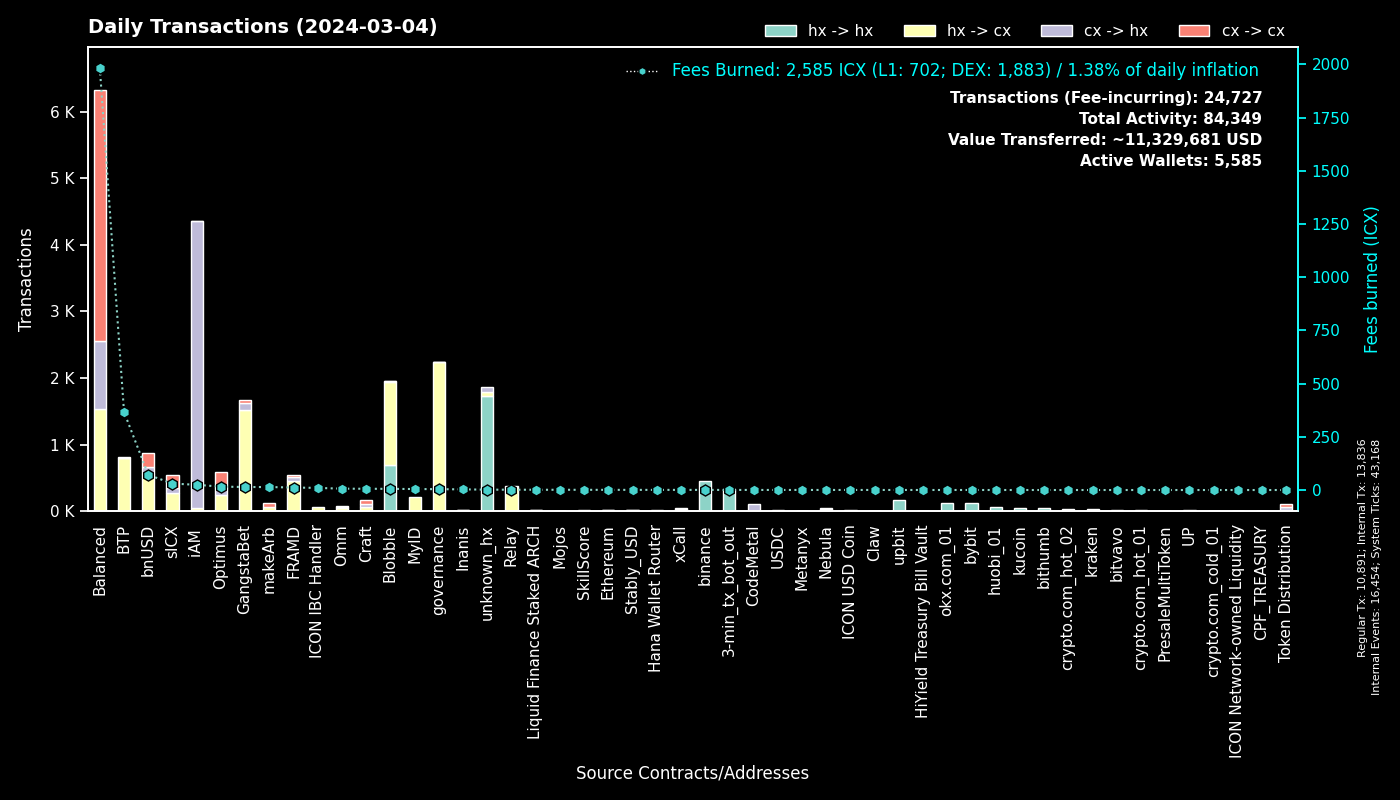 Daily Transactions (2024-03-04)
hx -> hx
hx -> cx
cx -> hx
cx -> cx
Fees Burned: 2,585 ICX (L1: 702; DEX: 1,883) / 1.38% of daily inflation
Transactions (Fee-incurring): 24,727
Total Activity: 84,349
Value Transferred: ~11,329,681 USD
Active Wallets: 5,585
Transactions
6 K
5 K
4 K
3 K
2 K
1 K
0 K
2000
1750
1500
1250
1000
750
500
250
0
Fees burned (ICX)
Regular Tx: 10,891; Internal Tx: 13,836
Internal Events: 16,454; System Ticks: 43,168
Balanced
BTP
bnUSD
sICX
iAM
Optimus
GangstaBet
makeArb
FRAMD
ICON IBC Handler
Omm
Craft
Blobble
MyID
governance
Inanis
unknown_hx
Relay
Liquid Finance Staked ARCH
Mojos
SkillScore
Ethereum
Stably_USD
Hana Wallet Router
xCall
binance
3-min_tx_bot_out
CodeMetal
USDC
Metanyx
Nebula
ICON USD Coin
Claw
upbit
HiYield Treasury Bill Vault
okx.com_01
bybit
huobi_01
kucoin
bithumb
crypto.com_hot_02
kraken
bitvavo
crypto.com_hot_01
PresaleMultiToken
UP
crypto.com_cold_01
ICON Network-owned Liquidity
CPF_TREASURY
Token Distribution
Source Contracts/Addresses